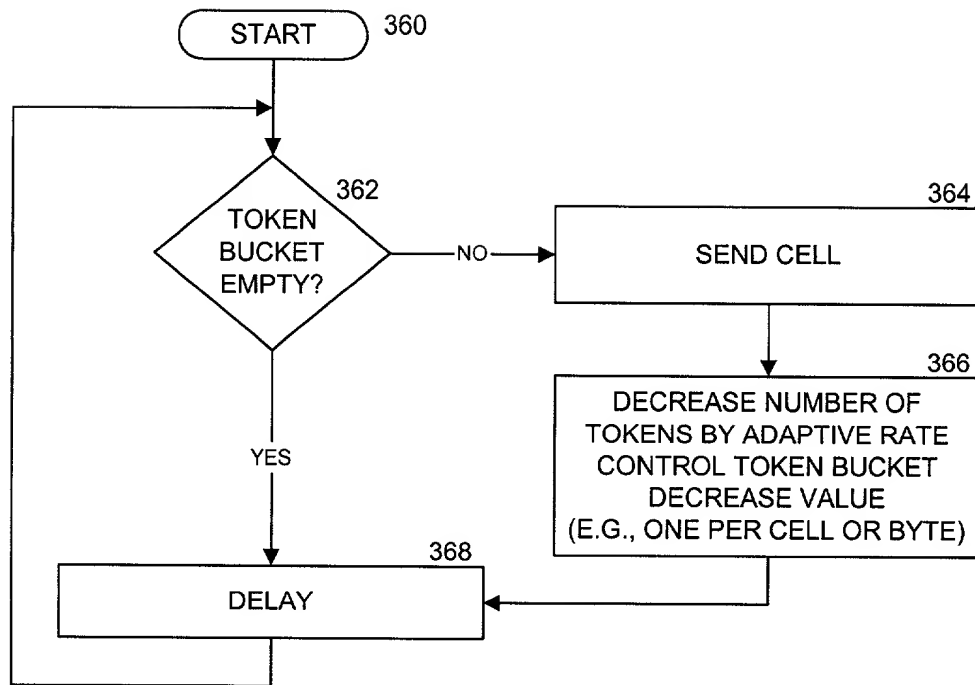 START
360
362
TOKEN
BUCKET
EMPTY?
NO
364
SEND CELL
366
DECREASE NUMBER OF
TOKENS BY ADAPTIVE RATE
CONTROL TOKEN BUCKET
DECREASE VALUE
(E.G., ONE PER CELL OR BYTE)
YES
368
DELAY